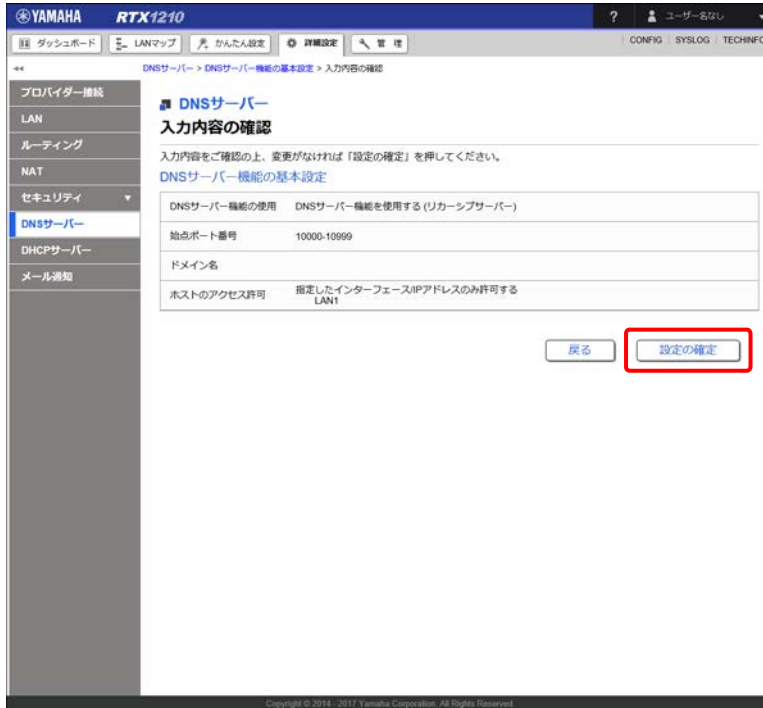 YAMAHA RTX1210 ? ユーザー名なし
ダッシュボード LANマップ かんたん設定 詳細設定 管理 CONFIG SYSLOG TECHINFO
DNSサーバー > DNSサーバー機能の基本設定 > 入力内容の確認
プロバイダー接続
LAN
ルーティング
NAT
セキュリティ
DNSサーバー
DHCPサーバー
メール通知
DNSサーバー
入力内容の確認
入力内容をご確認の上、変更がなければ「設定の確定」を押してください。
DNSサーバー機能の基本設定
DNSサーバー機能の使用 DNSサーバー機能を使用する (リカーシブサーバー)
始点ポート番号 10000-10999
ドメイン名
ホストのアクセス許可 指定したインターフェース/IPアドレスのみ許可する
LAN1
戻る 設定の確定
Copyright © 2014 - 2017 Yamaha Corporation. All Rights Reserved.